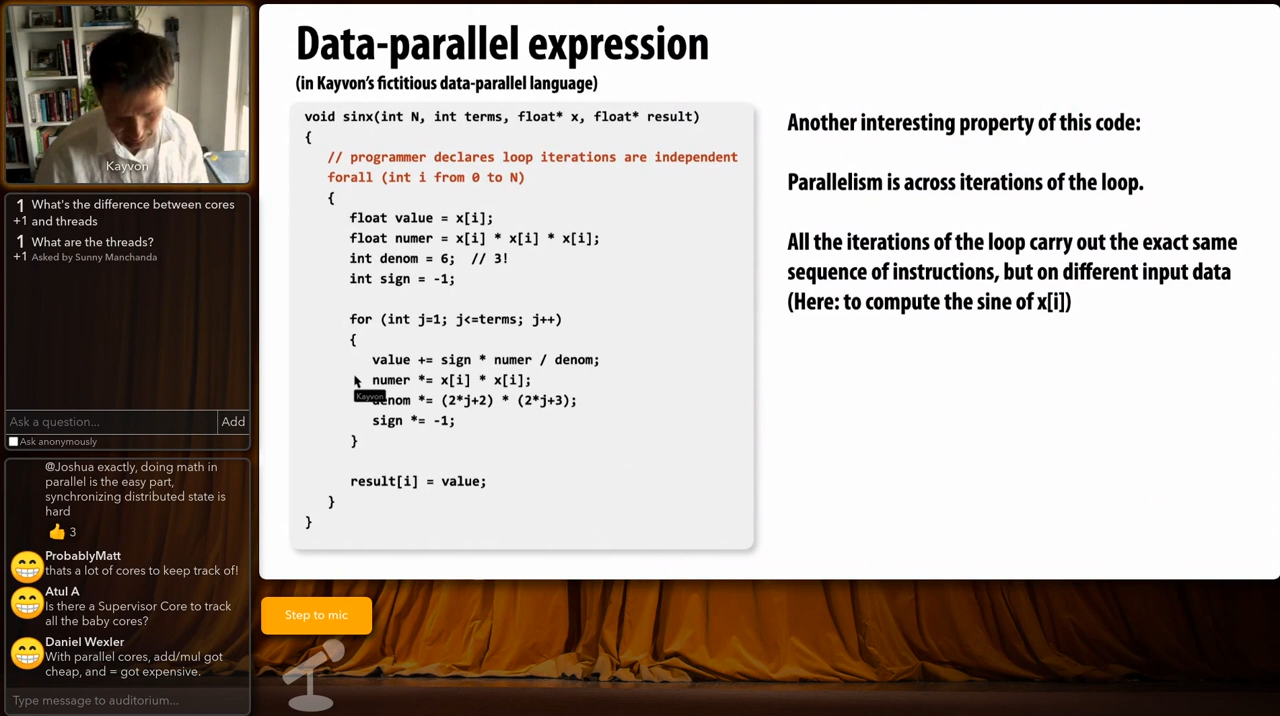 Kayvon
1 What's the difference between cores
+1 and threads
1 What are the threads?
+1 Asked by Sunny Manchanda
Ask a question...
Add
Ask anonymously
@Joshua exactly, doing math in
parallel is the easy part,
synchronizing distributed state is
hard
👍 3
ProbablyMatt
thats a lot of cores to keep track of!
Atul A
Is there a Supervisor Core to track
all the baby cores?
Daniel Wexler
With parallel cores, add/mul got
cheap, and = got expensive.
Type message to auditorium...
Data-parallel expression
(in Kayvon's fictitious data-parallel language)
void sinx(int N, int terms, float* x, float* result)
{
// programmer declares loop iterations are independent
forall (int i from 0 to N)
{
float value = x[i];
float numer = x[i] * x[i] * x[i];
int denom = 6; // 3!
int sign = -1;
for (int j=1; j<=terms; j++)
{
value += sign * numer / denom;
numer *= x[i] * x[i];
Kayvon
denom *= (2*j+2) * (2*j+3);
sign *= -1;
}
result[i] = value;
}
}
Another interesting property of this code:
Parallelism is across iterations of the loop.
All the iterations of the loop carry out the exact same
sequence of instructions, but on different input data
(Here: to compute the sine of x[i])
Step to mic